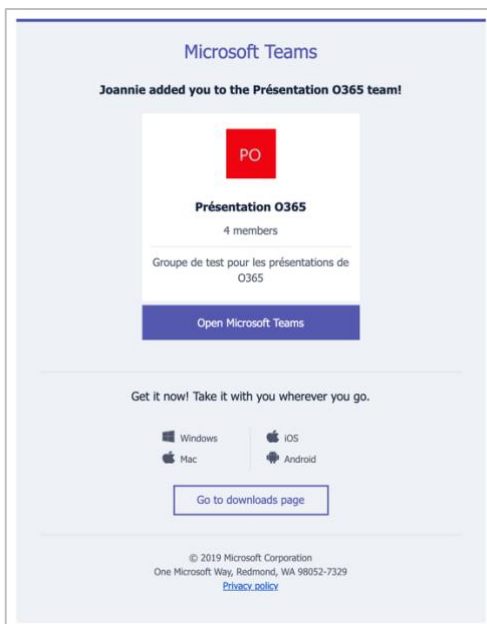 Microsoft Teams
Joannie added you to the Présentation O365 team!
PO
Présentation O365
4 members
Groupe de test pour les présentations de
O365
Open Microsoft Teams
Get it now! Take it with you wherever you go.
Windows
iOS
Mac
Android
Go to downloads page
© 2019 Microsoft Corporation
One Microsoft Way, Redmond, WA 98052-7329
Privacy policy